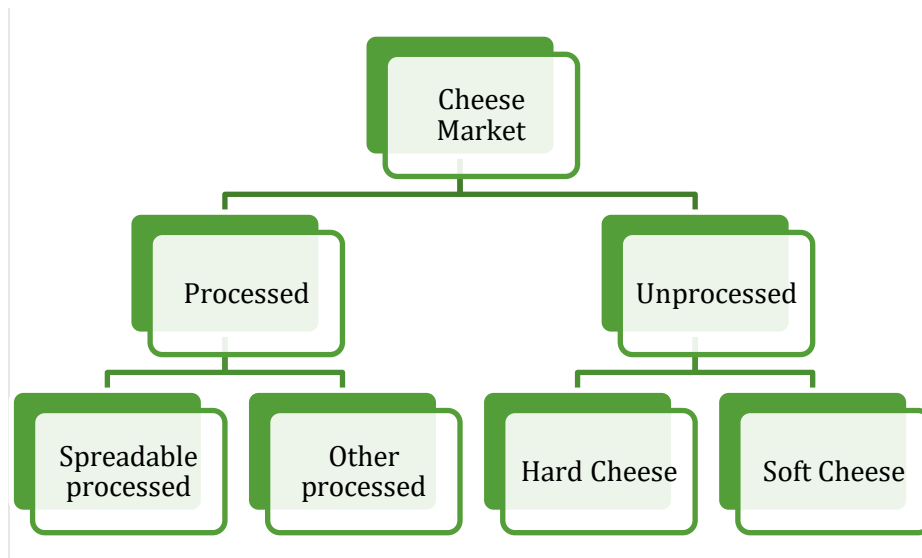 Cheese
Market
Processed
Unprocessed
Spreadable
processed
Other
processed
Hard Cheese
Soft Cheese